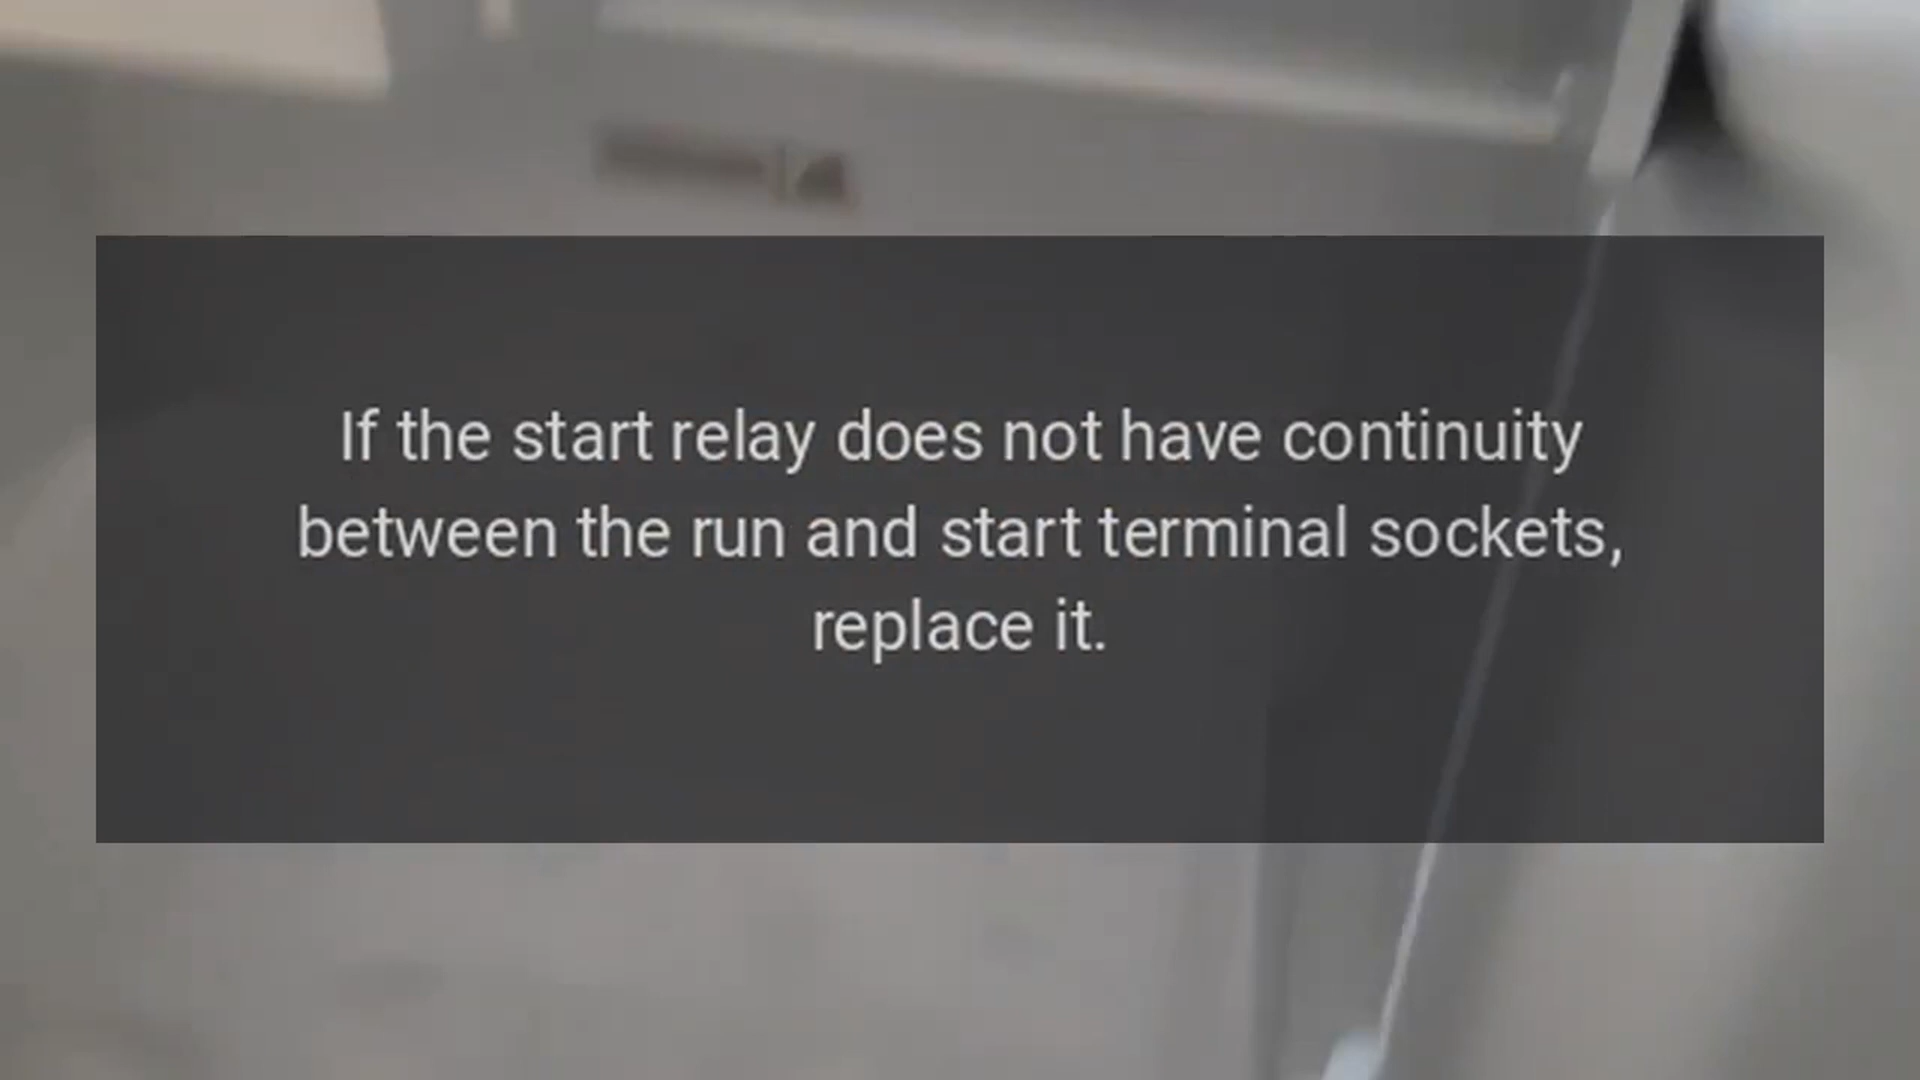 If the start relay does not have continuity
between the run and start terminal sockets,
replace it.